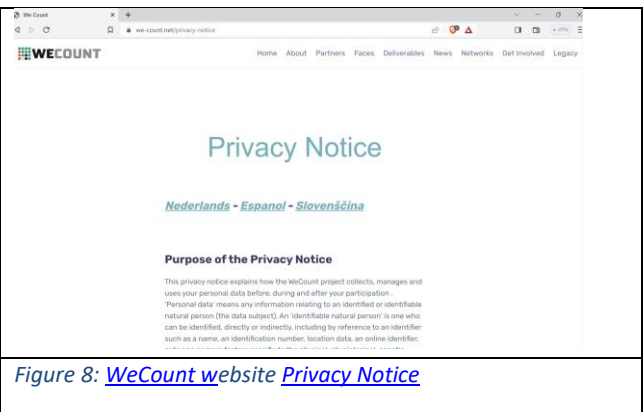 We Count
we-count.net/privacy-notice
VPN
WECOUNT
Home About Partners Faces Deliverables News Networks Get involved Legacy
Privacy Notice
Nederlands - Espanol - Slovenščina
Purpose of the Privacy Notice
This privacy notice explains how the WeCount project collects, manages and
uses your personal data before, during and after your participation .
'Personal data' means any information relating to an identified or identifiable
natural person (the data subject). An 'identifiable natural person' is one who
can be identified, directly or indirectly, including by reference to an identifier
such as a name, an identification number, location data, an online identifier,
Figure 8: WeCount website Privacy Notice